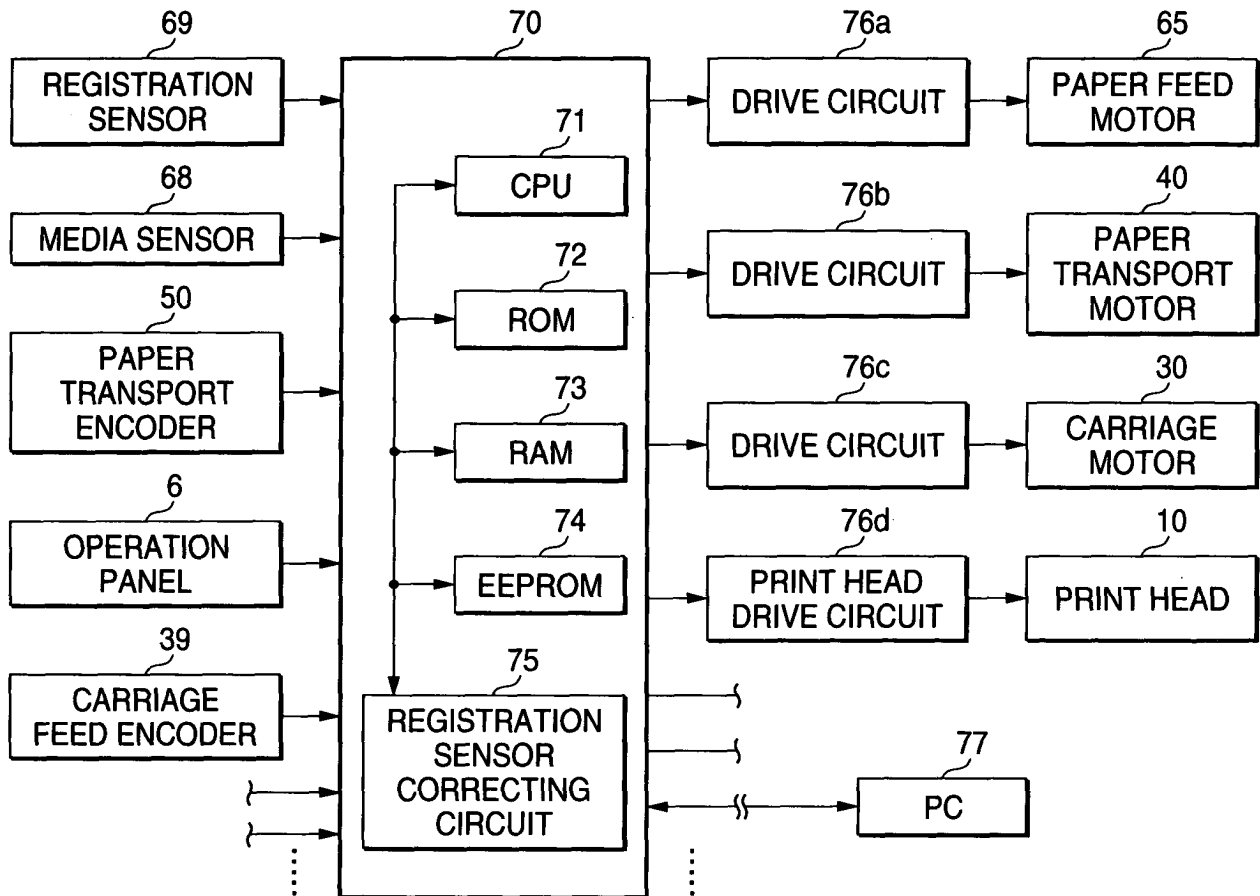 69
REGISTRATION
SENSOR
68
MEDIA SENSOR
50
PAPER
TRANSPORT
ENCODER
6
OPERATION
PANEL
39
CARRIAGE
FEED ENCODER
70
71
CPU
72
ROM
73
RAM
74
EEPROM
75
REGISTRATION
SENSOR
CORRECTING
CIRCUIT
76a
DRIVE CIRCUIT
65
PAPER FEED
MOTOR
76b
DRIVE CIRCUIT
40
PAPER
TRANSPORT
MOTOR
76c
DRIVE CIRCUIT
30
CARRIAGE
MOTOR
76d
PRINT HEAD
DRIVE CIRCUIT
10
PRINT HEAD
77
PC